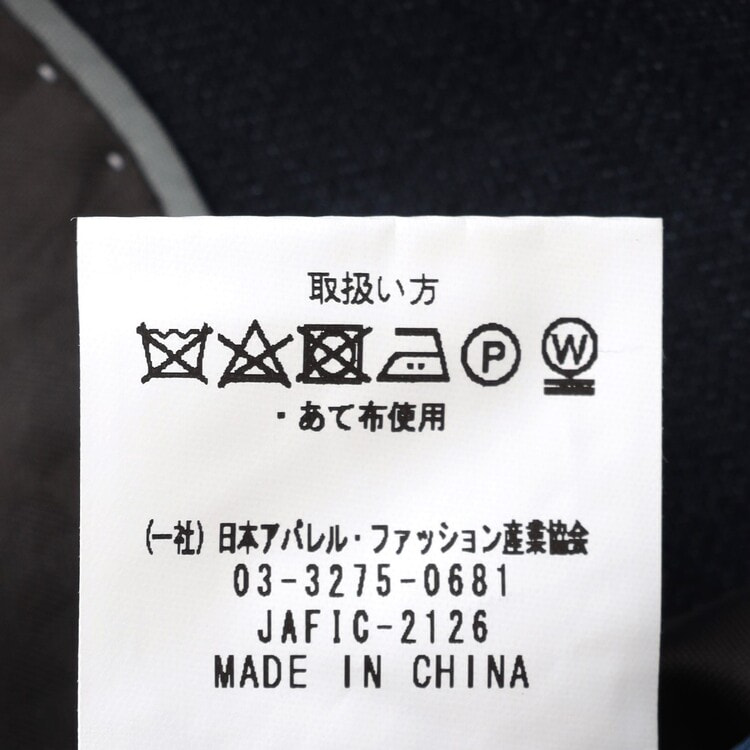 取扱い方
P W
・あて布使用
(一社)日本アパレル・ファッション産業協会
03-3275-0681
JAFIC-2126
MADE IN CHINA